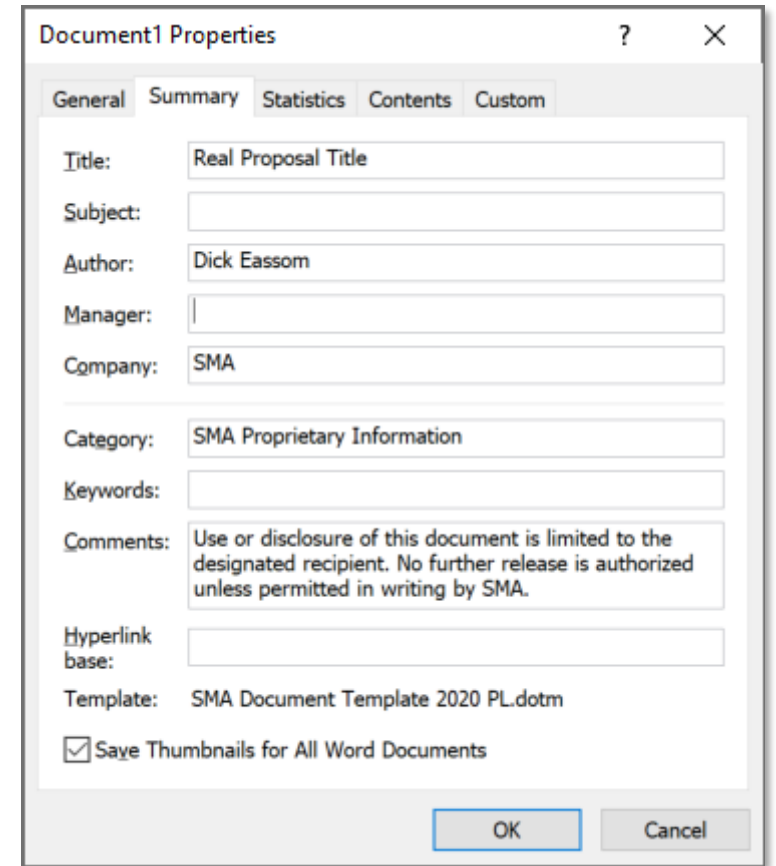 Document1 Properties ? X
General Summary Statistics Contents Custom
Title: Real Proposal Title
Subject:
Author: Dick Eassom
Manager:
Company: SMA
Category: SMA Proprietary Information
Keywords:
Comments: Use or disclosure of this document is limited to the
designated recipient. No further release is authorized
unless permitted in writing by SMA.
Hyperlink
base:
Template: SMA Document Template 2020 PL.dotm
Save Thumbnails for All Word Documents
OK Cancel